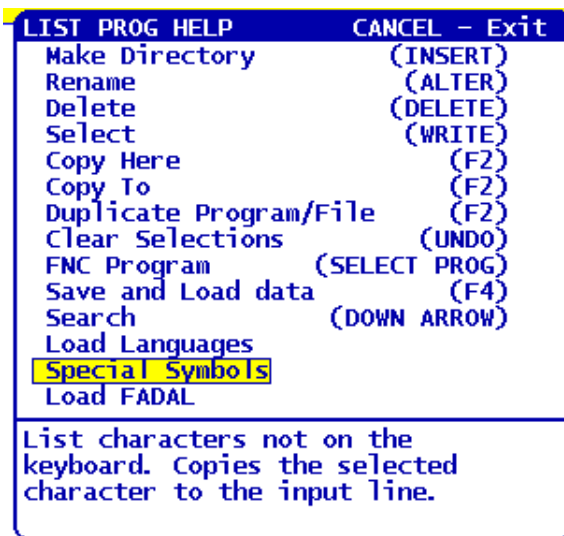 LIST PROG HELP CANCEL - Exit
Make Directory (INSERT)
Rename (ALTER)
Delete (DELETE)
Select (WRITE)
Copy Here (F2)
Copy To (F2)
Duplicate Program/File (F2)
Clear Selections (UNDO)
FNC Program (SELECT PROG)
Save and Load data (F4)
Search (DOWN ARROW)
Load Languages
Special Symbols
Load FADAL
List characters not on the
keyboard. Copies the selected
character to the input line.